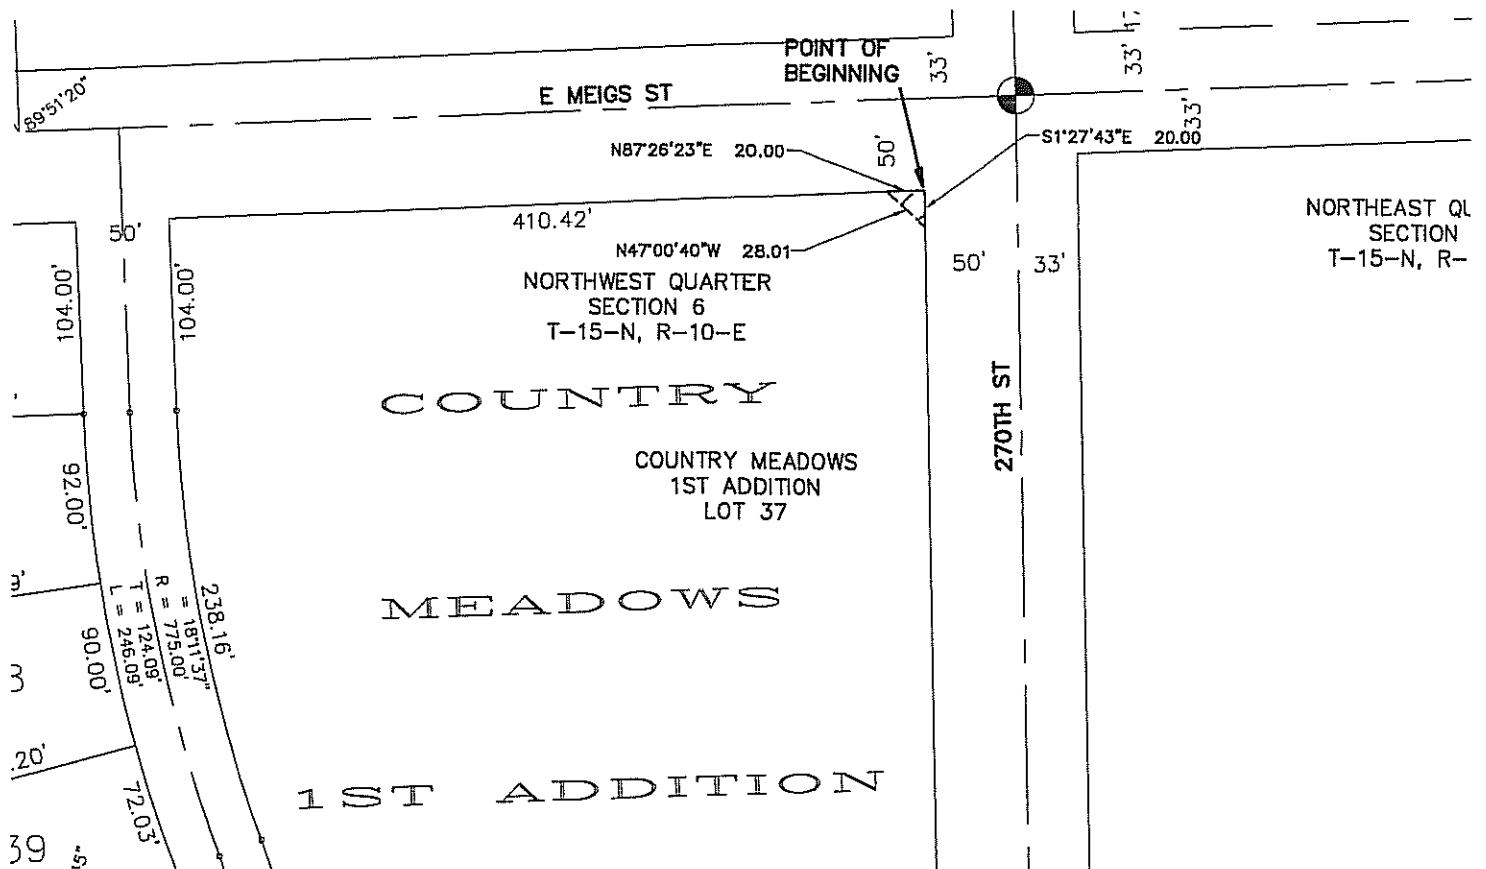 17
33'
33'
POINT OF
BEGINNING
89°51'20"
E MEIGS ST
33'
S1°27'43"E 20.00
N87°26'23"E 20.00
50'
410.42'
50'
N47°00'40"W 28.01
NORTHEAST
SECTION
T-15-N, R-
50'
33'
104.00'
104.00'
NORTHWEST QUARTER
SECTION 6
T-15-N, R-10-E
270TH ST
COUNTRY
COUNTRY MEADOWS
1ST ADDITION
LOT 37
92.00'
238.16'
= 18°11'37"
R = 775.00'
T = 124.09'
L = 246.09'
90.00'
MEADOWS
.20'
72.03'
1ST ADDITION
39